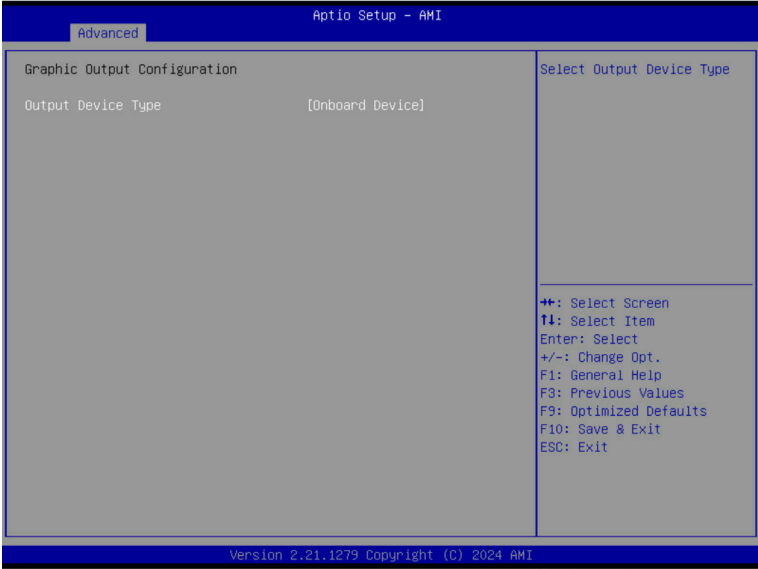 Aptio Setup – AMI
Advanced
Graphic Output Configuration
Output Device Type [Onboard Device]
Select Output Device Type
→←: Select Screen
↑↓: Select Item
Enter: Select
+/-: Change Opt.
F1: General Help
F3: Previous Values
F9: Optimized Defaults
F10: Save & Exit
ESC: Exit
Version 2.21.1279 Copyright (C) 2024 AMI